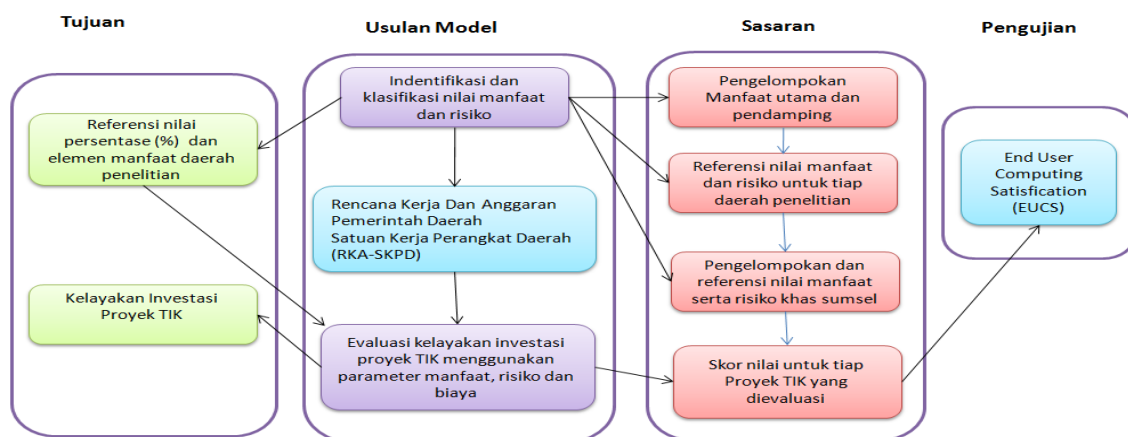 Tujuan
Usulan Model
Sasaran
Pengujian
Referensi nilai
persentase (%) dan
elemen manfaat daerah
penelitian
Kelayakan Investasi
Proyek TIK
Indentifikasi dan
klasifikasi nilai manfaat
dan risiko
Rencana Kerja Dan Anggaran
Pemerintah Daerah
Satuan Kerja Perangkat Daerah
(RKA-SKPD)
Evaluasi kelayakan investasi
proyek TIK menggunakan
parameter manfaat, risiko dan
biaya
Pengelompokan
Manfaat utama dan
pendamping
Referensi nilai manfaat
dan risiko untuk tiap
daerah penelitian
Pengelompokan dan
referensi nilai manfaat
serta risiko khas sumsel
Skor nilai untuk tiap
Proyek TIK yang
dievaluasi
End User
Computing
Satisfication
(EUCS)